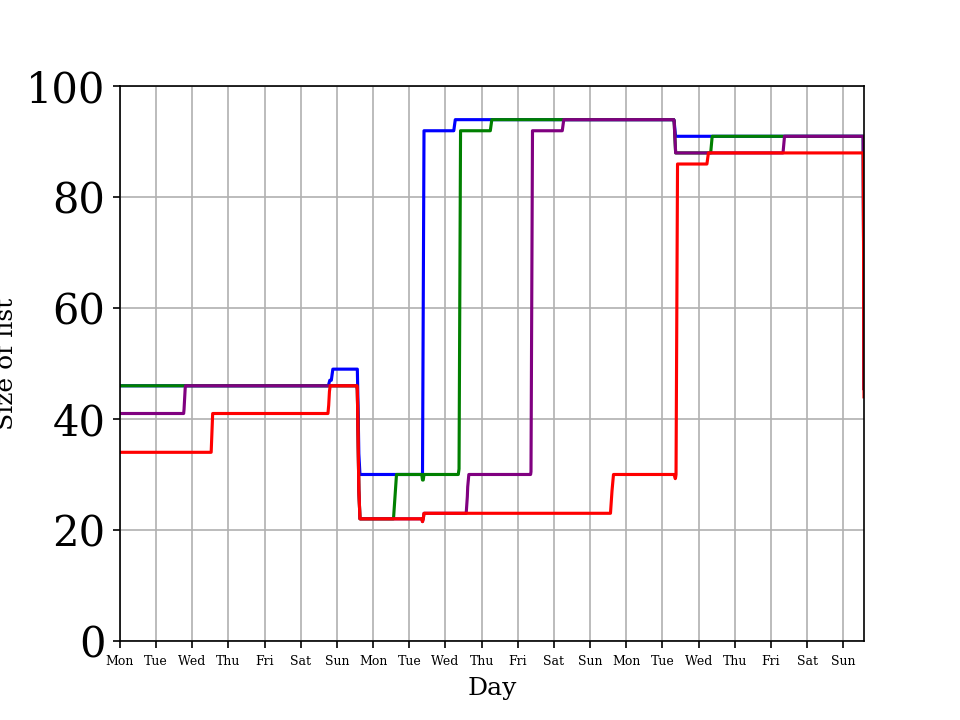 100
80
60
40
20
0
Size of list
Mon Tue Wed Thu Fri Sat Sun Mon Tue Wed Thu Fri Sat Sun Mon Tue Wed Thu Fri Sat Sun
Day